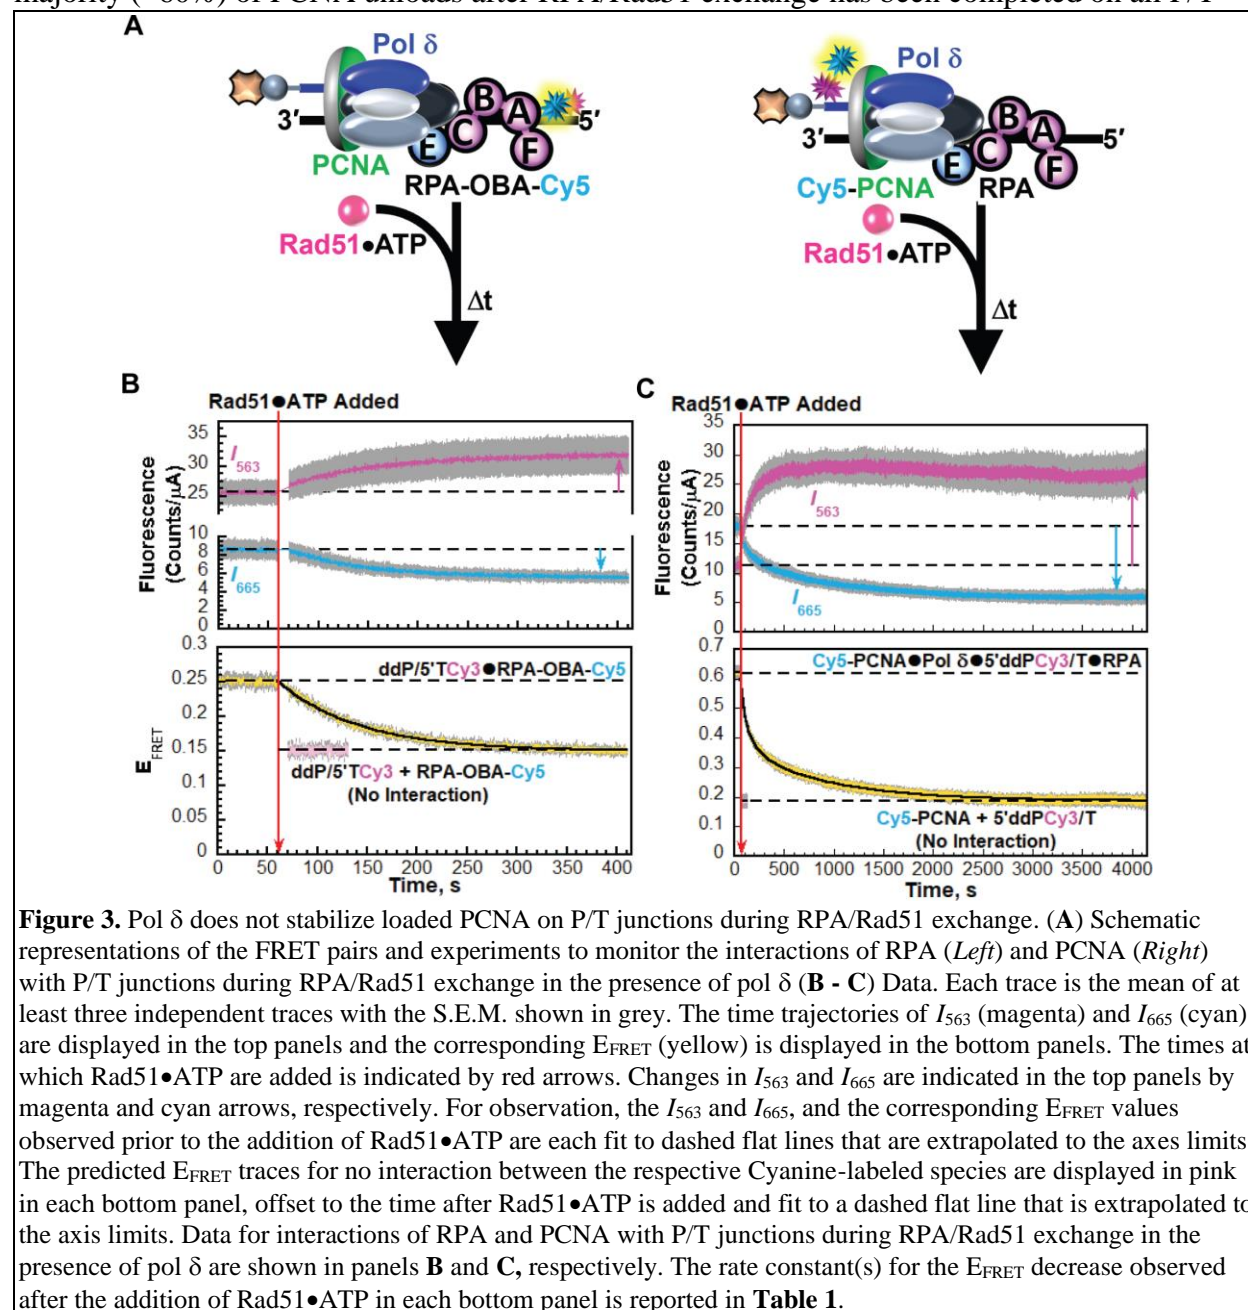 majority (~60%) of PCNA unloads after RPA/Rad51 exchange has been completed on an P/T
A
Pol δ
3′
5′
B
A
C
E
F
PCNA
RPA-OBA-Cy5
Rad51●ATP
Δt
Pol δ
3′
5′
B
A
C
E
F
Cy5-PCNA
RPA
Rad51●ATP
Δt
B
Rad51●ATP Added
Fluorescence
(Counts/µA)
35
30
25
10
8
6
4
2
0
I563
I665
0.3
0.25
0.15
0.05
0
EFRET
ddP/5'TCy3●RPA-OBA-Cy5
ddP/5'TCy3 + RPA-OBA-Cy5
(No Interaction)
0 50 100 150 200 250 300 350 400
Time, s
C
Rad51●ATP Added
Fluorescence
(Counts/µA)
35
30
25
20
15
10
5
0
I563
I665
0.7
0.6
0.5
0.4
0.3
0.2
0.1
0
Cy5-PCNA●Pol δ●5'ddPCy3/T●RPA
Cy5-PCNA + 5'ddPCy3/T
(No Interaction)
0 500 1000 1500 2000 2500 3000 3500 4000
Time, s
Figure 3. Pol δ does not stabilize loaded PCNA on P/T junctions during RPA/Rad51 exchange. (A) Schematic
representations of the FRET pairs and experiments to monitor the interactions of RPA (Left) and PCNA (Right)
with P/T junctions during RPA/Rad51 exchange in the presence of pol δ (B - C) Data. Each trace is the mean of at
least three independent traces with the S.E.M. shown in grey. The time trajectories of I563 (magenta) and I665 (cyan)
are displayed in the top panels and the corresponding EFRET (yellow) is displayed in the bottom panels. The times at
which Rad51●ATP are added is indicated by red arrows. Changes in I563 and I665 are indicated in the top panels by
magenta and cyan arrows, respectively. For observation, the I563 and I665, and the corresponding EFRET values
observed prior to the addition of Rad51●ATP are each fit to dashed flat lines that are extrapolated to the axes limits
The predicted EFRET traces for no interaction between the respective Cyanine-labeled species are displayed in pink
in each bottom panel, offset to the time after Rad51●ATP is added and fit to a dashed flat line that is extrapolated to
the axis limits. Data for interactions of RPA and PCNA with P/T junctions during RPA/Rad51 exchange in the
presence of pol δ are shown in panels B and C, respectively. The rate constant(s) for the EFRET decrease observed
after the addition of Rad51●ATP in each bottom panel is reported in Table 1.